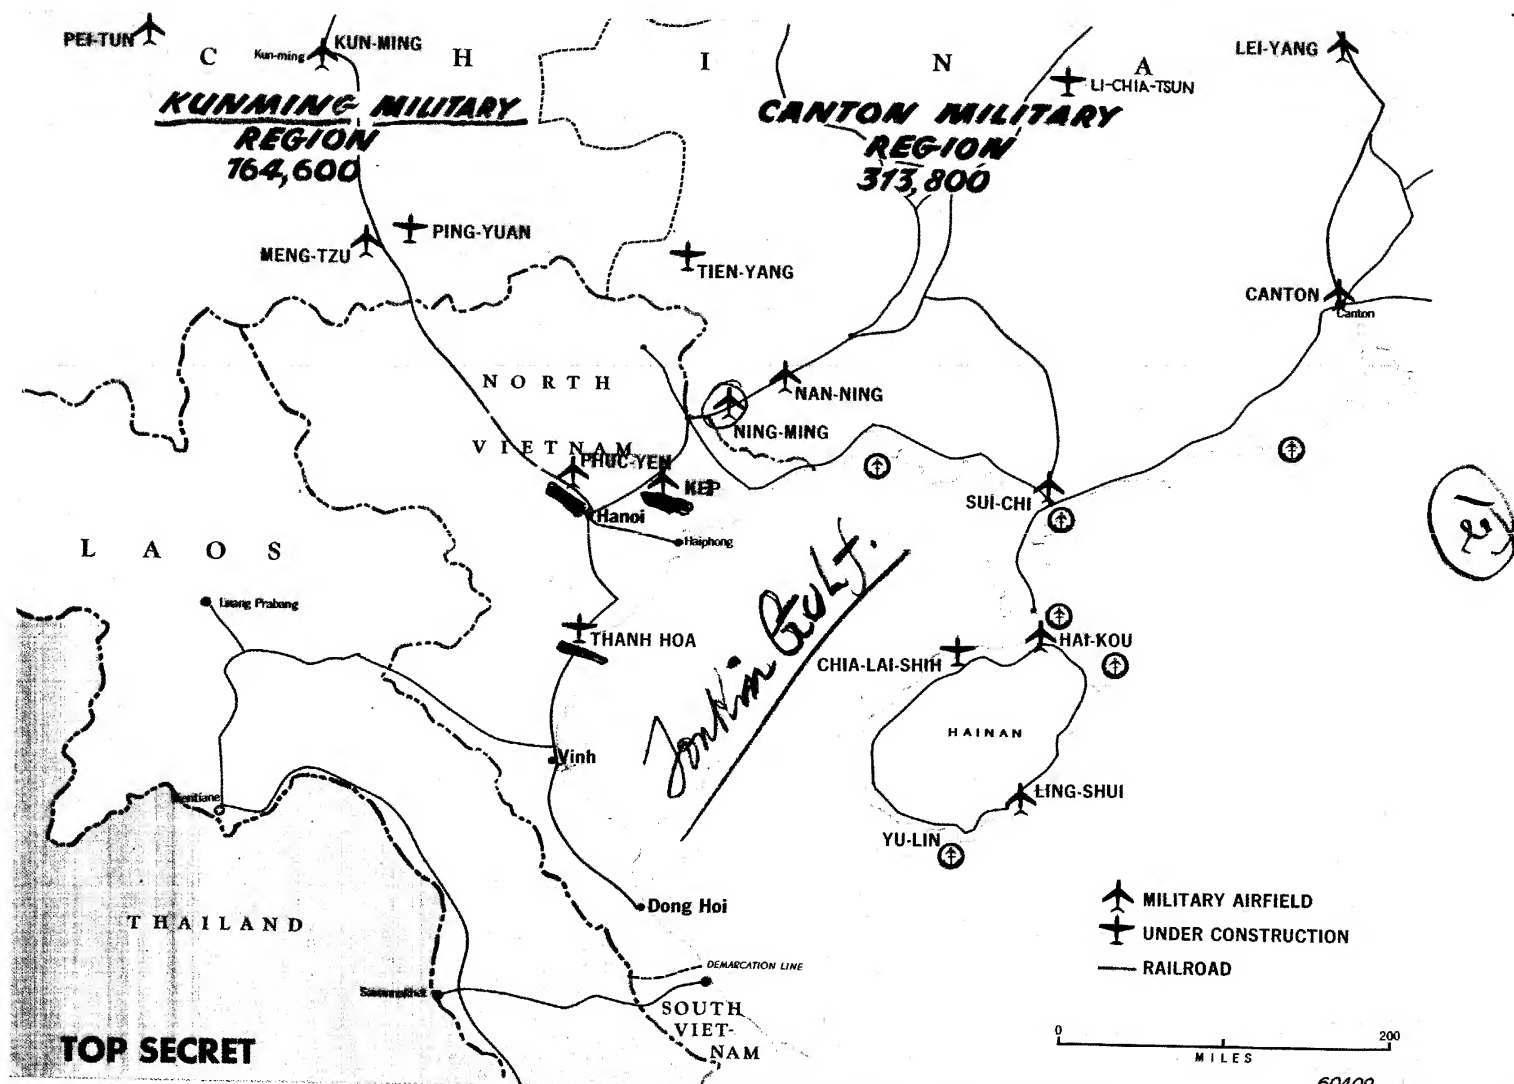 PEI-TUN
Kun-ming
KUN-MING
C H I N A
LI-CHIA-TSUN
LEI-YANG
KUNMING MILITARY
REGION
164,600
CANTON MILITARY
REGION
313,800
MENG-TZU
PING-YUAN
TIEN-YANG
CANTON
Canton
NORTH
VIETNAM
NAN-NING
NING-MING
PHUC-YEN
KEP
Hanoi
Haiphong
SUI-CHI
LAOS
Luang Prabang
THANH HOA
Tonkin Gulf.
CHIA-LAI-SHIH
HAI-KOU
HAINAN
Vinh
LING-SHUI
YU-LIN
Vientiane
Dong Hoi
THAILAND
DEMARCATION LINE
Savannakhet
SOUTH
VIET-
NAM
MILITARY AIRFIELD
UNDER CONSTRUCTION
RAILROAD
0 200
MILES
TOP SECRET
60409